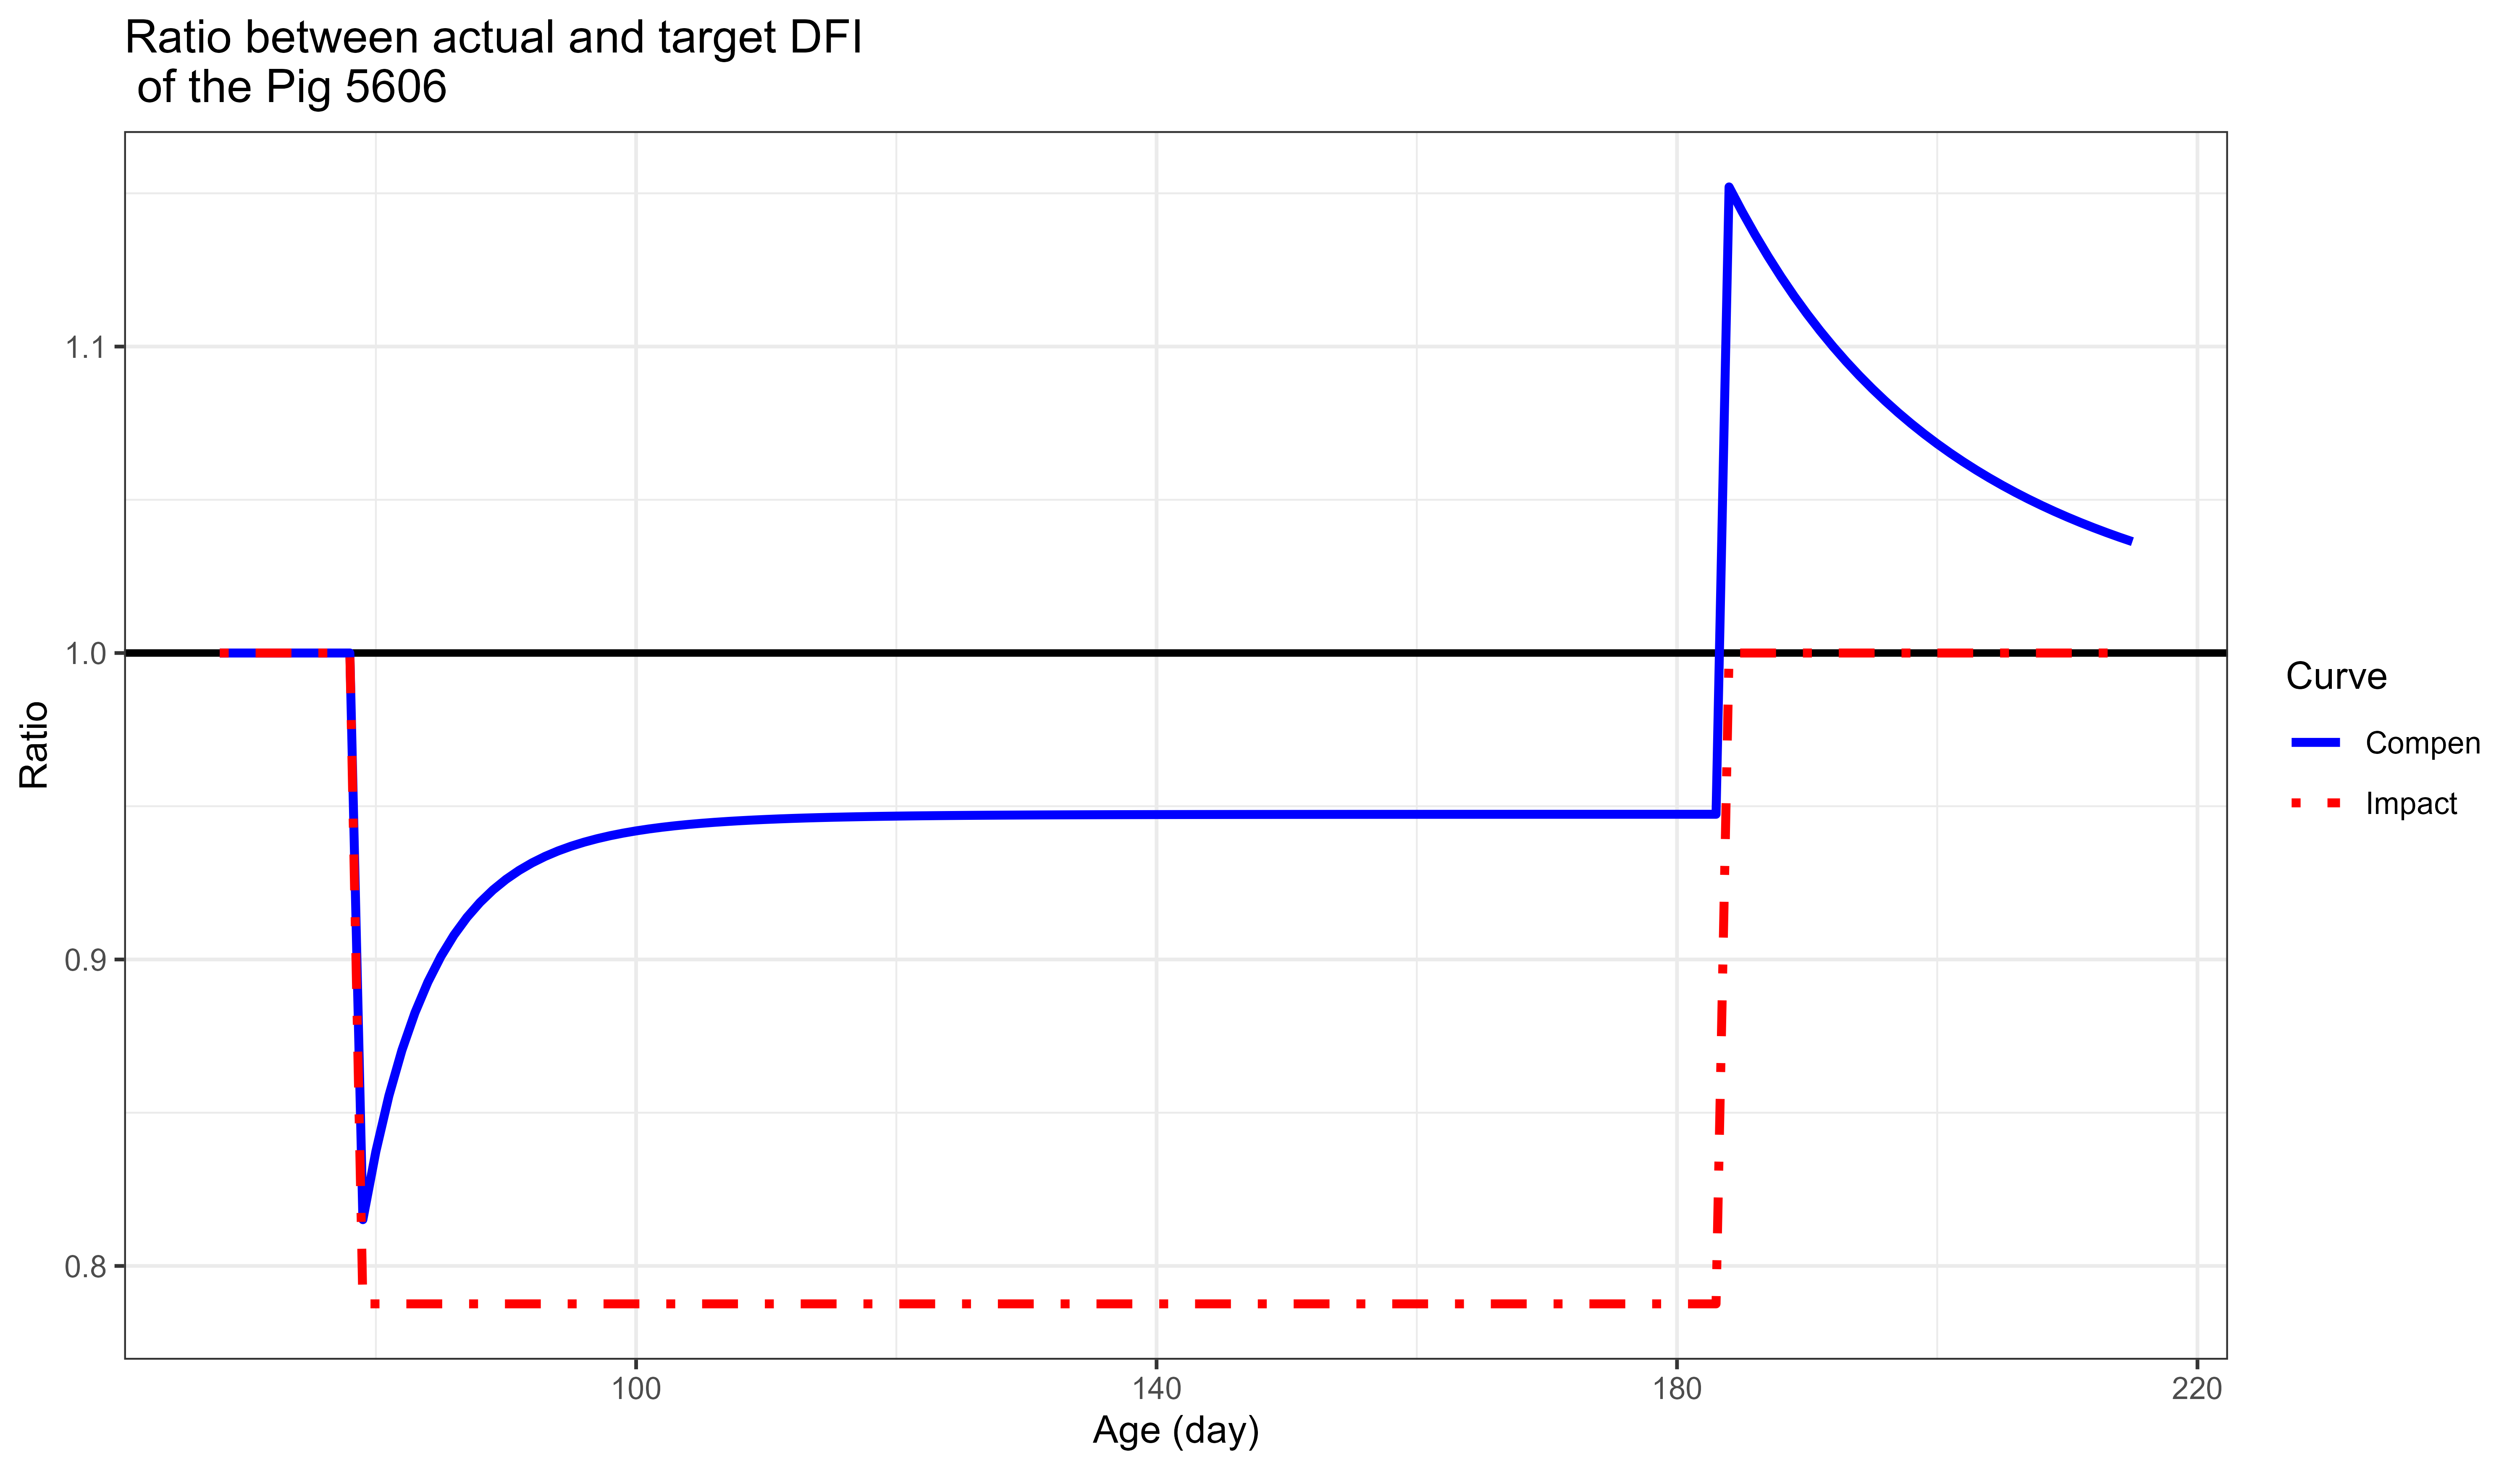 Ratio between actual and target DFI
of the Pig 5606
Ratio
1.1
1.0
0.9
0.8
100
140
180
220
Age (day)
Curve
Compen
Impact